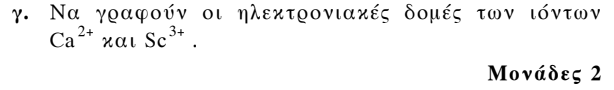 γ. Να γραφούν οι ηλεκτρονιακές δομές των ιόντων
Ca²⁺ και Sc³⁺ .
Μονάδες 2